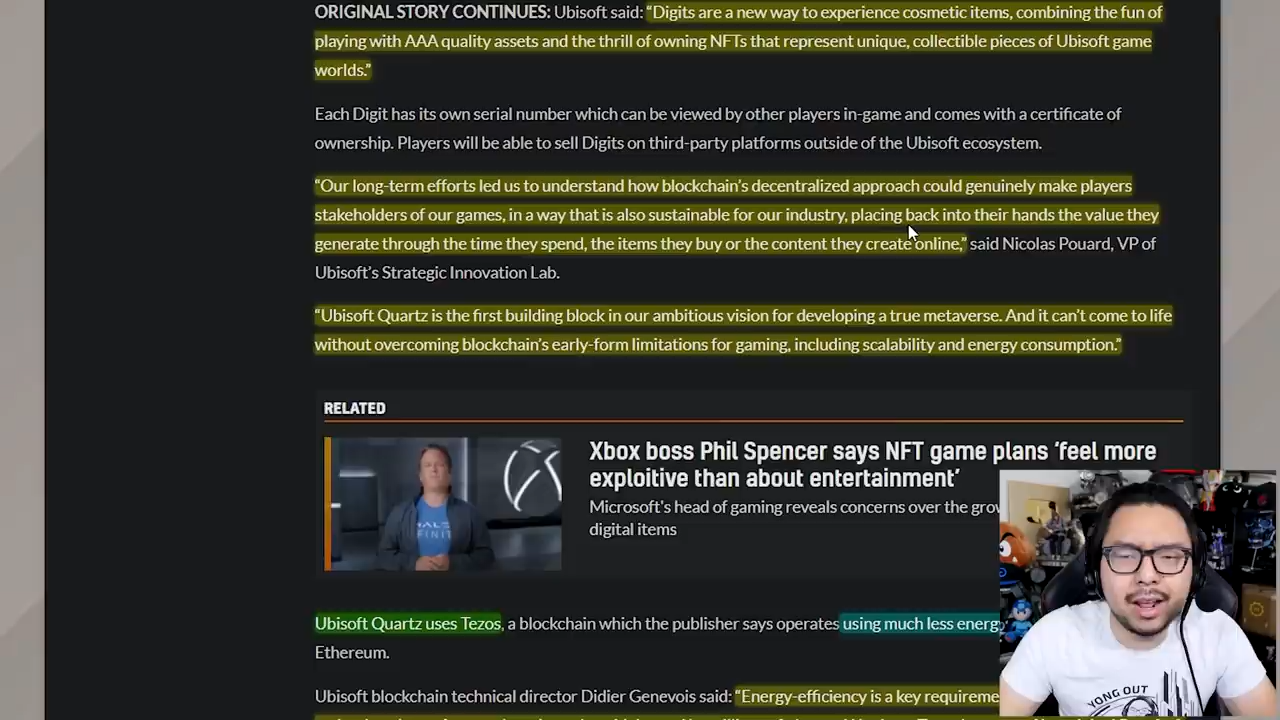 ORIGINAL STORY CONTINUES: Ubisoft said: “Digits are a new way to experience cosmetic items, combining the fun of
playing with AAA quality assets and the thrill of owning NFTs that represent unique, collectible pieces of Ubisoft game
worlds.”
Each Digit has its own serial number which can be viewed by other players in-game and comes with a certificate of
ownership. Players will be able to sell Digits on third-party platforms outside of the Ubisoft ecosystem.
“Our long-term efforts led us to understand how blockchain’s decentralized approach could genuinely make players
stakeholders of our games, in a way that is also sustainable for our industry, placing back into their hands the value they
generate through the time they spend, the items they buy or the content they create online,” said Nicolas Pouard, VP of
Ubisoft’s Strategic Innovation Lab.
“Ubisoft Quartz is the first building block in our ambitious vision for developing a true metaverse. And it can’t come to life
without overcoming blockchain’s early-form limitations for gaming, including scalability and energy consumption.”
RELATED
Xbox boss Phil Spencer says NFT game plans ‘feel more
exploitive than about entertainment’
Microsoft's head of gaming reveals concerns over the
digital items
HALO
INFINIT
Ubisoft Quartz uses Tezos, a blockchain which the publisher says operates using much less energy
Ethereum.
Ubisoft blockchain technical director Didier Genevois said: “Energy-efficiency is a key
YONG OUT